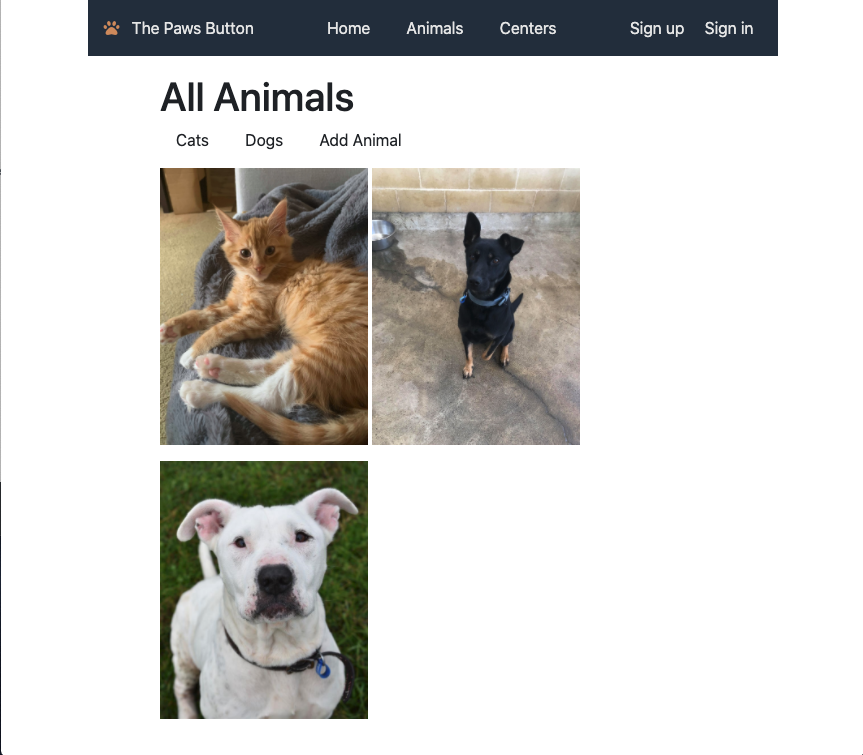 The Paws Button Home Animals Centers Sign up Sign in
All Animals
Cats Dogs Add Animal